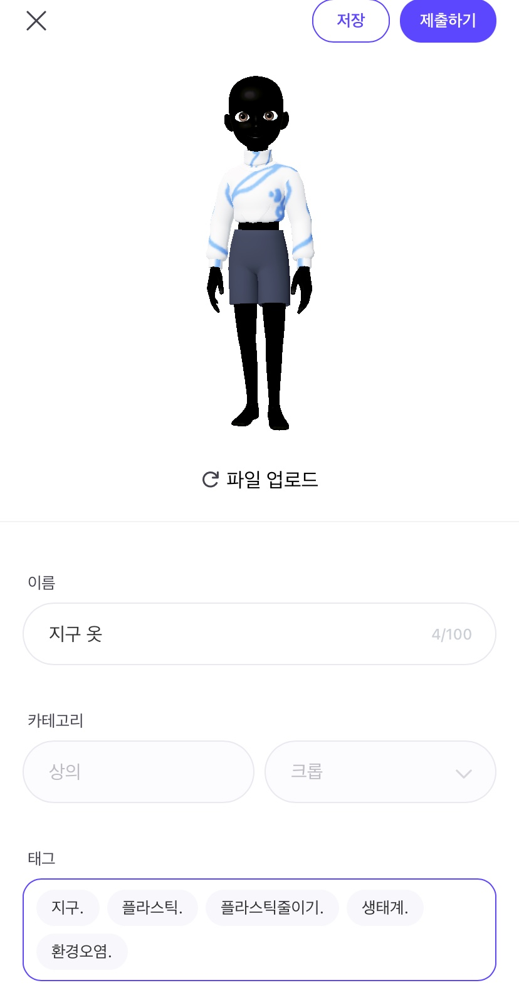 저장 제출하기
파일 업로드
이름
지구 옷 4/100
카테고리
상의 크롭
태그
지구. 플라스틱. 플라스틱줄이기. 생태계.
환경오염.